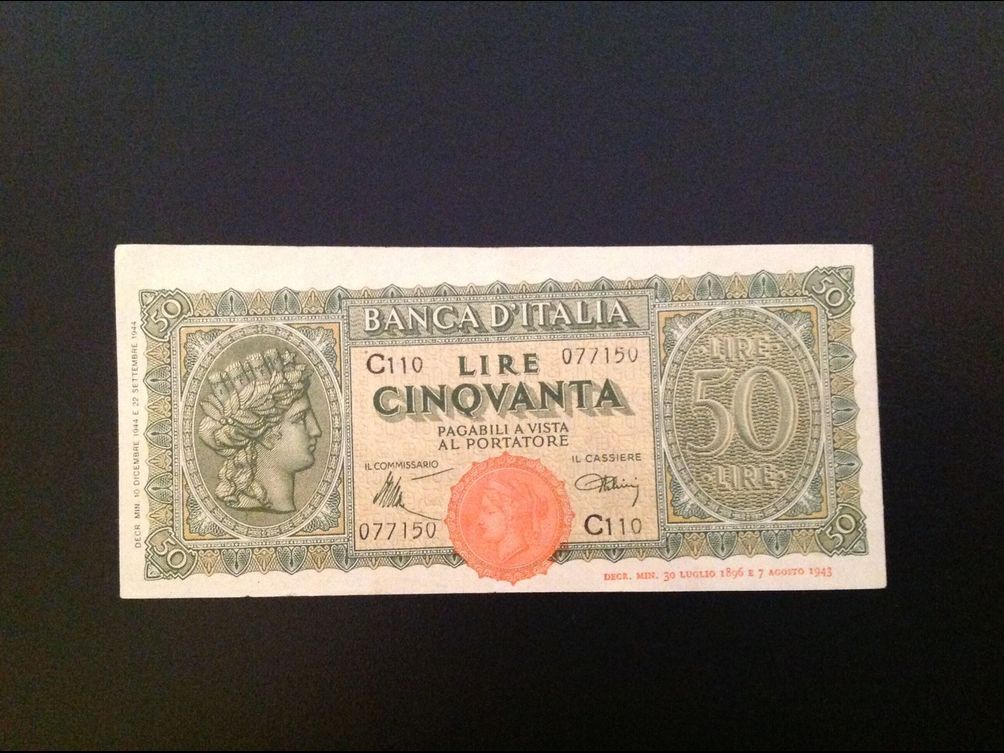 50
50
BANCA D'ITALIA
C110
077150
LIRE
CINQVANTA
PAGABILI A VISTA
AL PORTATORE
IL COMMISSARIO
IL CASSIERE
077150
C110
LIRE
50
LIRE
50
50
DECR. MIN. 10 DICEMBRE 1944 E 22 SETTEMBRE 1944
DECR. MIN. 30 LUGLIO 1896 E 7 AGOSTO 1943